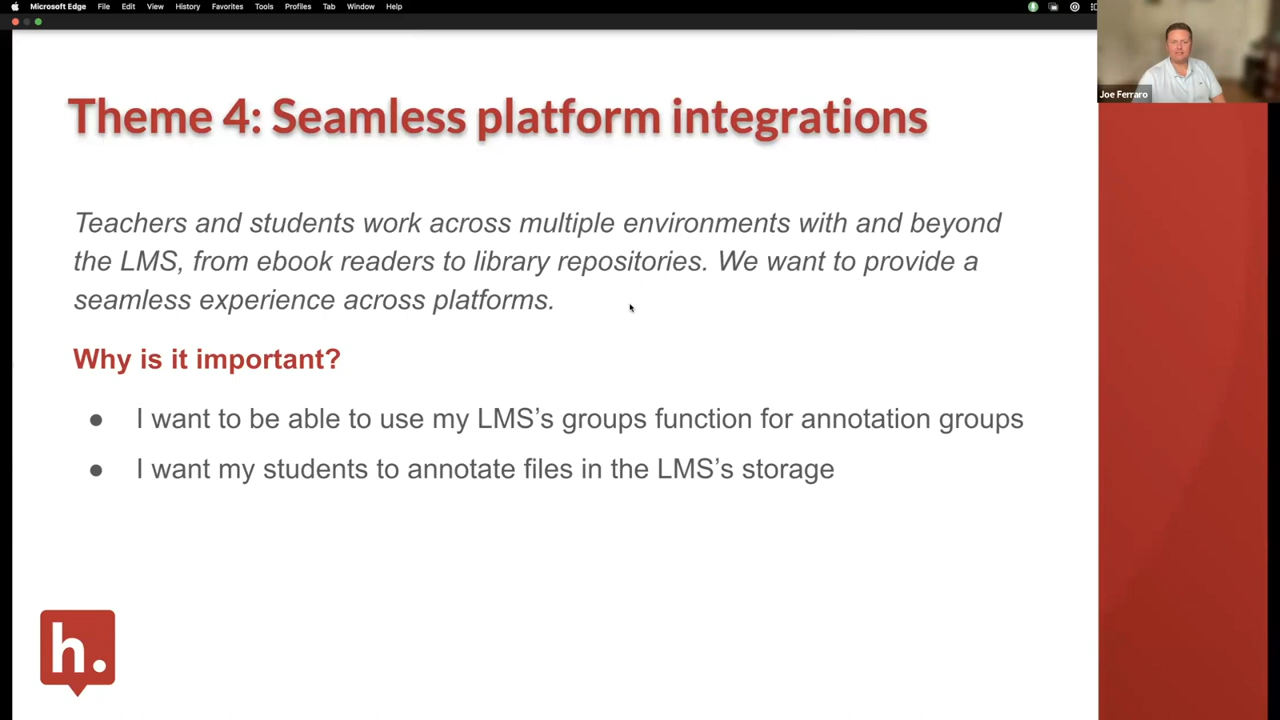 Microsoft Edge File Edit View History Favorites Tools Profiles Tab Window Help
Joe Ferraro
Theme 4: Seamless platform integrations
Teachers and students work across multiple environments with and beyond
the LMS, from ebook readers to library repositories. We want to provide a
seamless experience across platforms.
Why is it important?
● I want to be able to use my LMS’s groups function for annotation groups
● I want my students to annotate files in the LMS’s storage
h.